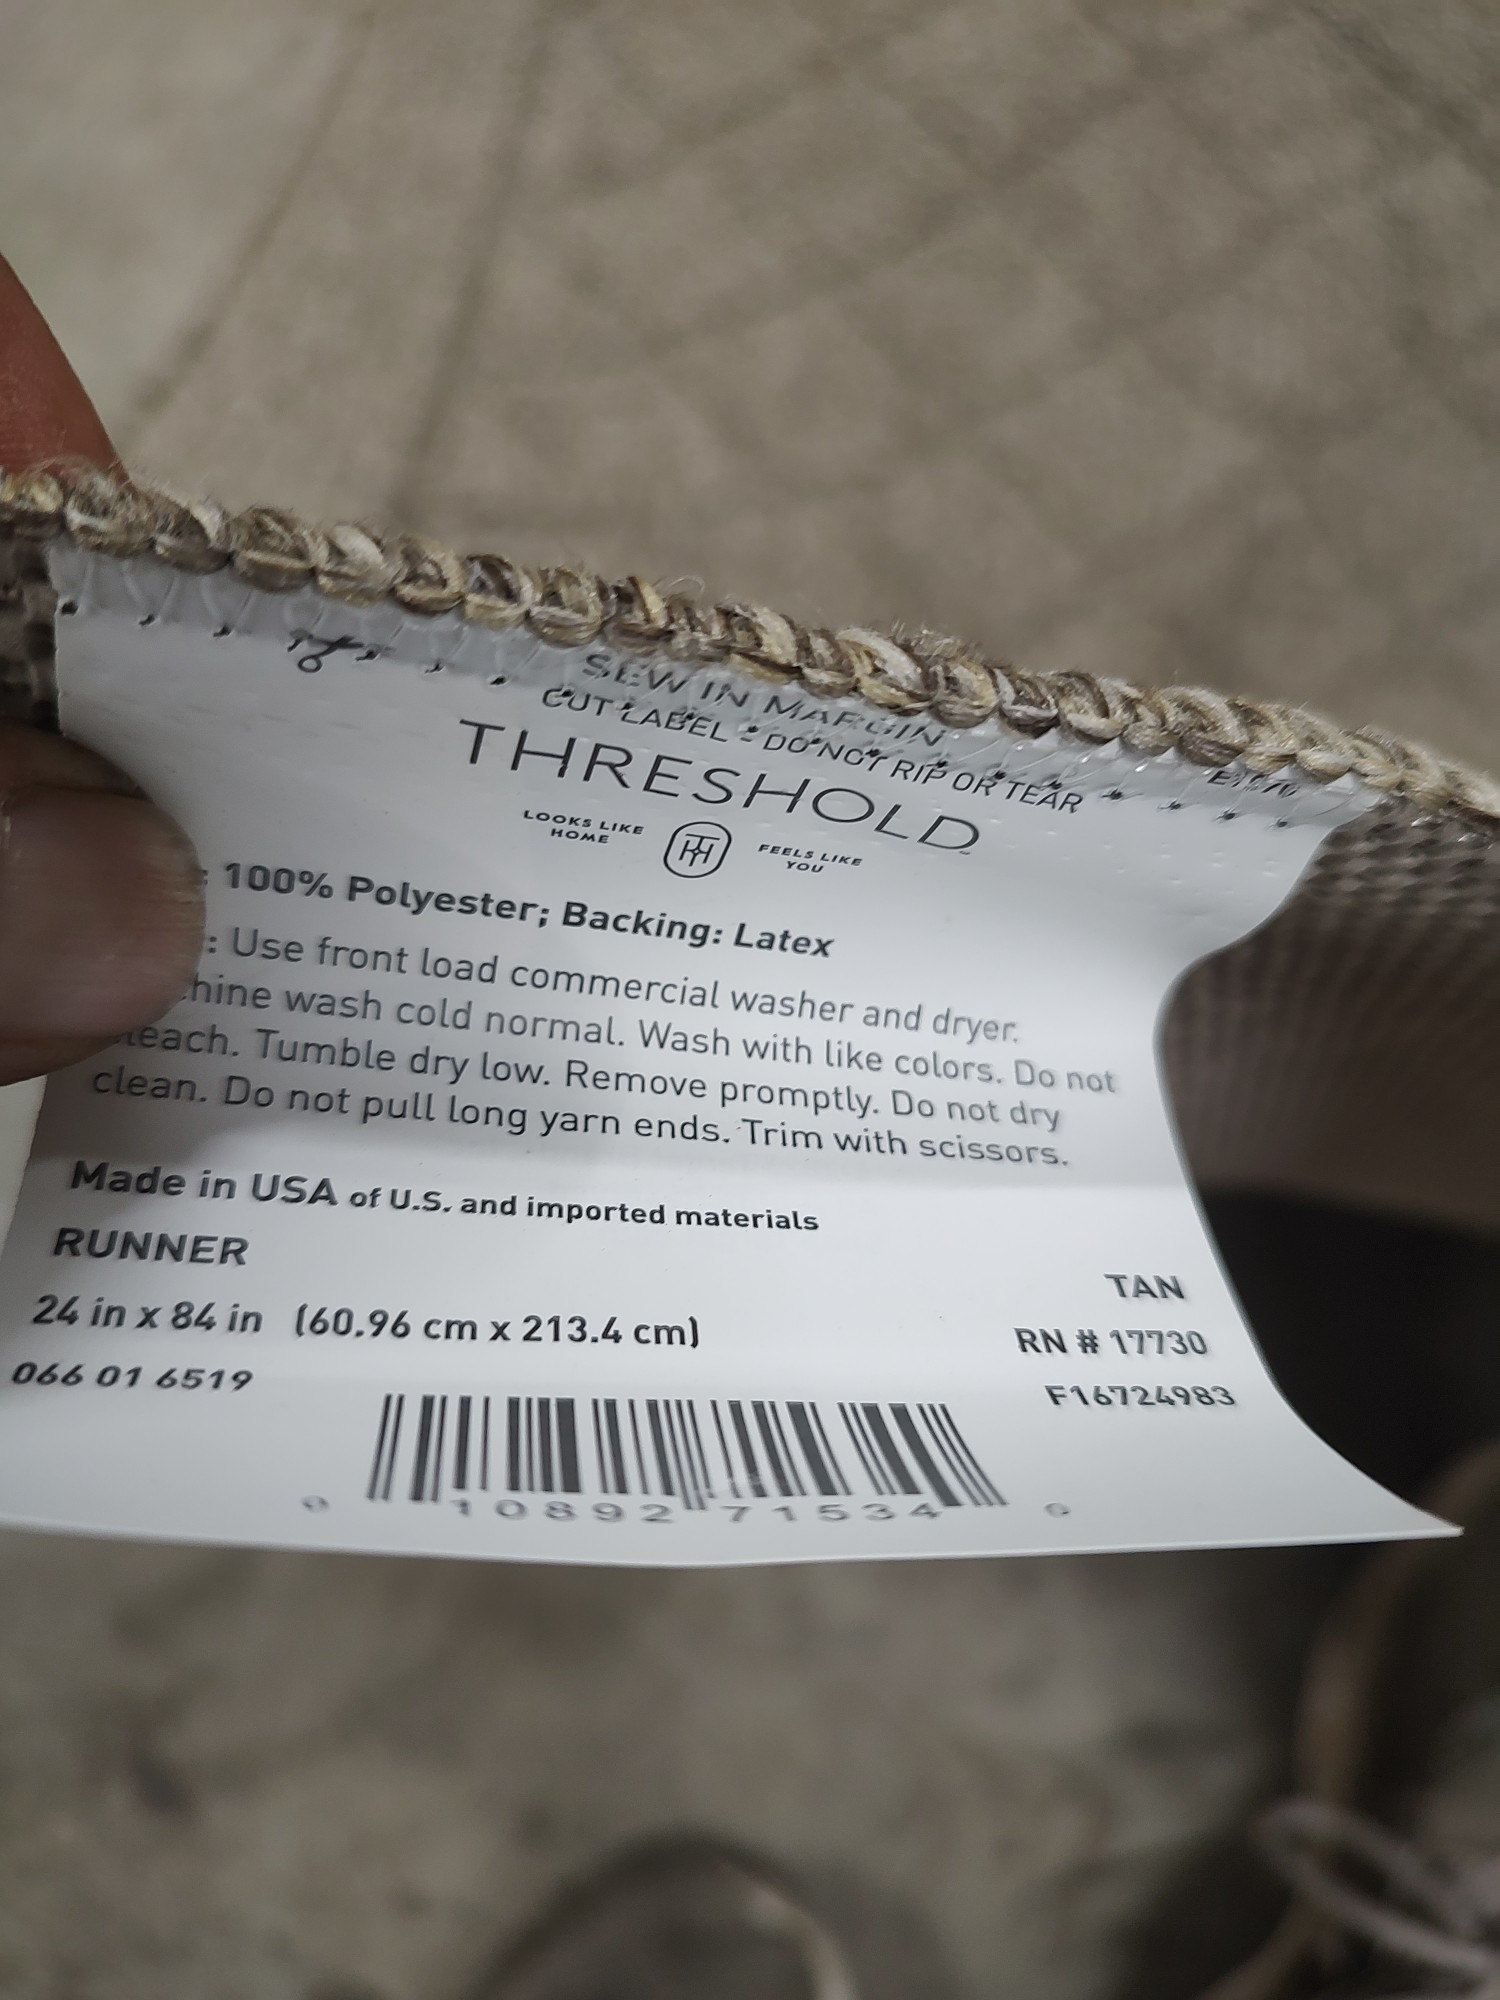 SEW IN MARGIN
CUT LABEL - DO NOT RIP OR TEAR
THRESHOLD
LOOKS LIKE
HOME
TH
FEELS LIKE
YOU
: 100% Polyester; Backing: Latex
: Use front load commercial washer and dryer.
hine wash cold normal. Wash with like colors. Do not
leach. Tumble dry low. Remove promptly. Do not dry
clean. Do not pull long yarn ends. Trim with scissors.
Made in USA of U.S. and imported materials
RUNNER
TAN
24 in x 84 in (60.96 cm x 213.4 cm)
RN # 17730
066 01 6519
F16724983
0 10892 71534 0